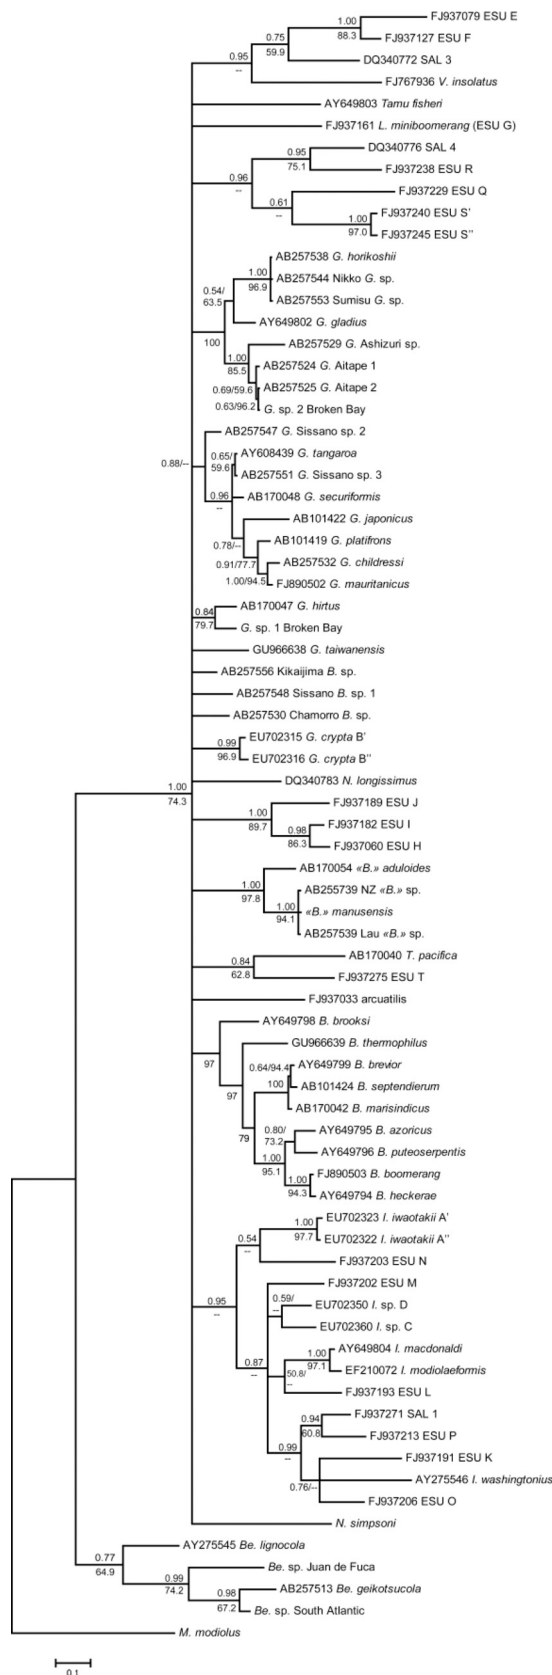 FJ937079 ESU E
1.00
88.3
FJ937127 ESU F
0.75
59.9
DQ340772 SAL 3
0.95
--
FJ767936 V. insolatus
AY649803 Tamu fisheri
FJ937161 L. miniboomerang (ESU G)
DQ340776 SAL 4
0.95
75.1
FJ937238 ESU R
0.96
--
FJ937229 ESU Q
0.61
--
FJ937240 ESU S'
1.00
97.0
FJ937245 ESU S''
AB257538 G. horikoshii
1.00
96.9
AB257544 Nikko G. sp.
0.54/
63.5
AB257553 Sumisu G. sp.
AY649802 G. gladius
100
AB257529 G. Ashizuri sp.
1.00
85.5
AB257524 G. Aitape 1
0.69/59.6
AB257525 G. Aitape 2
0.63/96.2
G. sp. 2 Broken Bay
AB257547 G. Sissano sp. 2
0.65/
59.6
AY608439 G. tangaroa
0.88/--
AB257551 G. Sissano sp. 3
0.96
--
AB170048 G. securiformis
AB101422 G. japonicus
0.78/--
AB101419 G. platifrons
0.91/77.7
AB257532 G. childressi
1.00/94.5
FJ890502 G. mauritanicus
0.84
79.7
AB170047 G. hirtus
G. sp. 1 Broken Bay
GU966638 G. taiwanensis
AB257556 Kikaijima B. sp.
AB257548 Sissano B. sp. 1
AB257530 Chamorro B. sp.
0.99
96.9
EU702315 G. crypta B'
EU702316 G. crypta B''
DQ340783 N. longissimus
1.00
74.3
FJ937189 ESU J
1.00
89.7
FJ937182 ESU I
0.98
86.3
FJ937060 ESU H
AB170054 «B.» aduloides
1.00
97.8
AB255739 NZ «B.» sp.
1.00
94.1
«B.» manusensis
AB257539 Lau «B.» sp.
0.84
62.8
AB170040 T. pacifica
FJ937275 ESU T
FJ937033 arcuatilis
AY649798 B. brooksi
97
GU966639 B. thermophilus
97
0.64/94.4
AY649799 B. brevior
100
AB101424 B. septendierum
AB170042 B. marisindicus
79
0.80/
73.2
AY649795 B. azoricus
AY649796 B. puteoserpentis
1.00
95.1
FJ890503 B. boomerang
1.00
94.3
AY649794 B. heckerae
EU702323 I. iwaotakii A'
1.00
97.7
EU702322 I. iwaotakii A''
0.54
--
FJ937203 ESU N
0.95
--
FJ937202 ESU M
0.59/
--
EU702350 I. sp. D
EU702360 I. sp. C
AY649804 I. macdonaldi
1.00
97.1
0.87
--
EF210072 I. modiolaeformis
50.8/
--
FJ937193 ESU L
FJ937271 SAL 1
0.94
60.8
FJ937213 ESU P
0.99
--
FJ937191 ESU K
0.76/--
AY275546 I. washingtonius
FJ937206 ESU O
N. simpsoni
AY275545 Be. lignocola
0.77
64.9
Be. sp. Juan de Fuca
0.99
74.2
AB257513 Be. geikotsucola
0.98
67.2
Be. sp. South Atlantic
M. modiolus
0.1